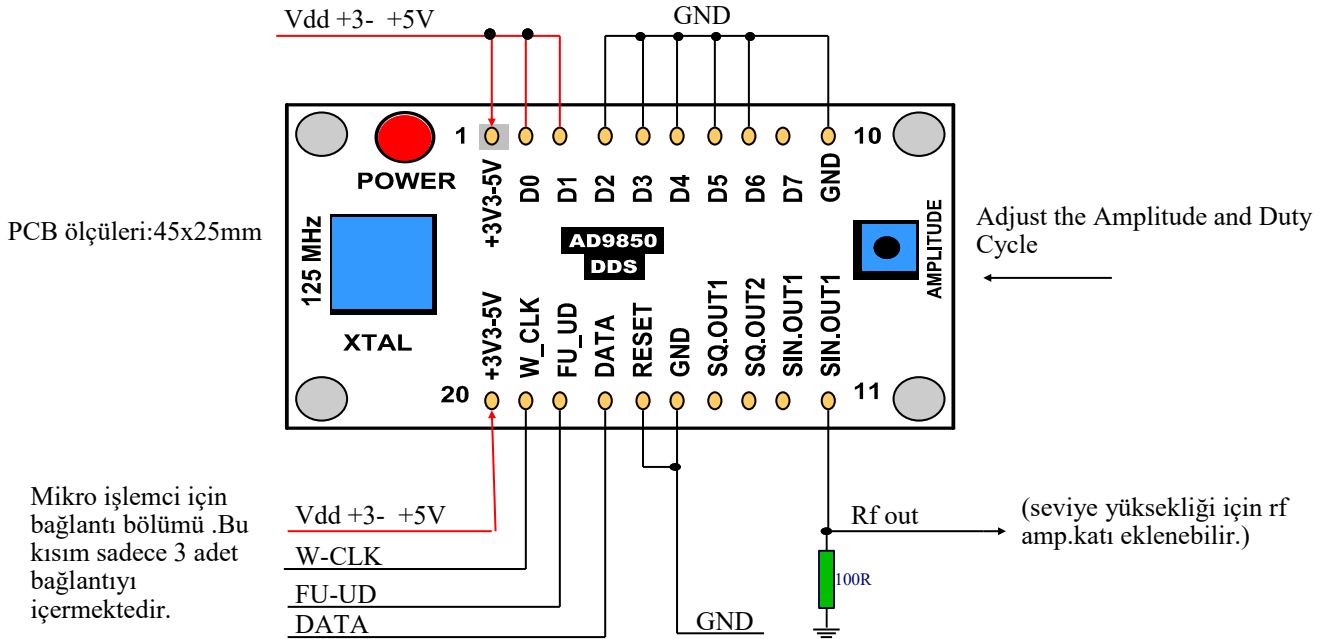 Vdd +3- +5V
GND
1
10
POWER
+3V3-5V
D0
D1
D2
D3
D4
D5
D6
D7
GND
PCB ölçüleri:45x25mm
125 MHz
XTAL
AD9850
DDS
AMPLITUDE
Adjust the Amplitude and Duty
Cycle
20
+3V3-5V
W_CLK
FU_UD
DATA
RESET
GND
SQ.OUT1
SQ.OUT2
SIN.OUT1
SIN.OUT1
11
Mikro işlemci için
bağlantı bölümü .Bu
kısım sadece 3 adet
bağlantıyı
içermektedir.
Vdd +3- +5V
W-CLK
FU-UD
DATA
GND
Rf out
100R
(seviye yüksekliği için rf
amp.katı eklenebilir.)